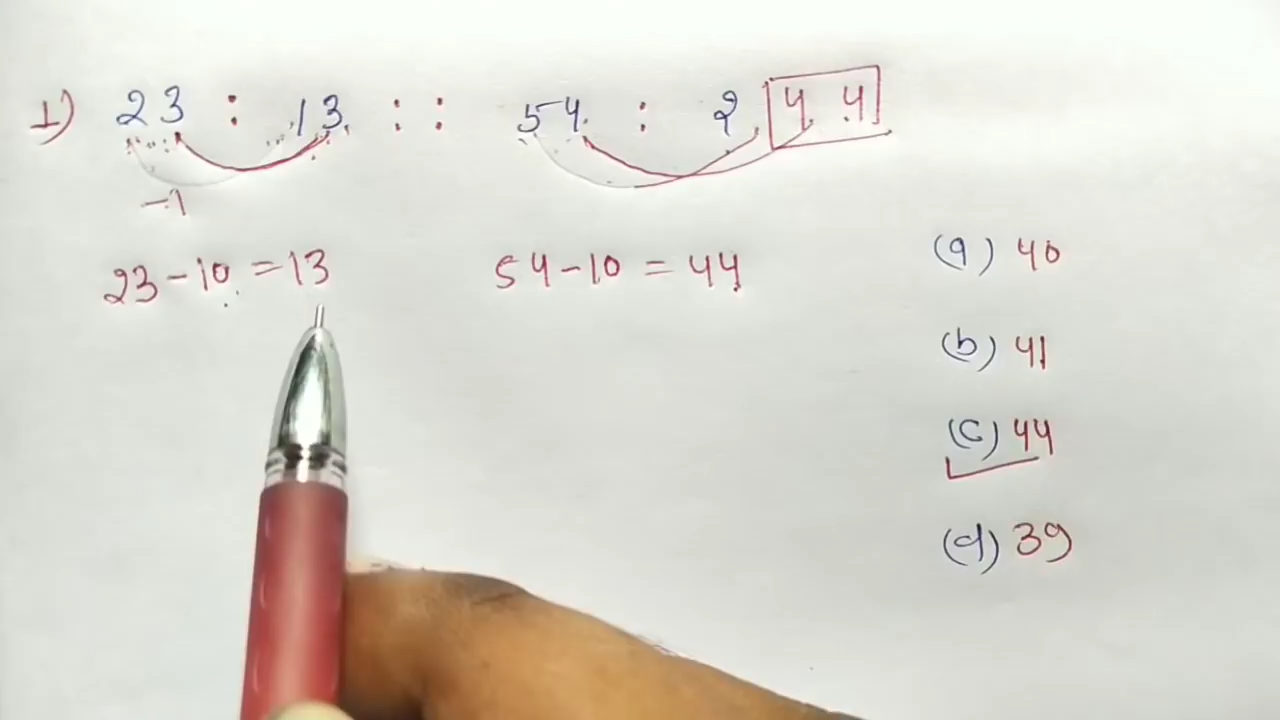 1) 23 : 13 : : 54 : ? 44
-1
23-10=13 54-10=44
(a) 40
(b) 41
(c) 44
(d) 39